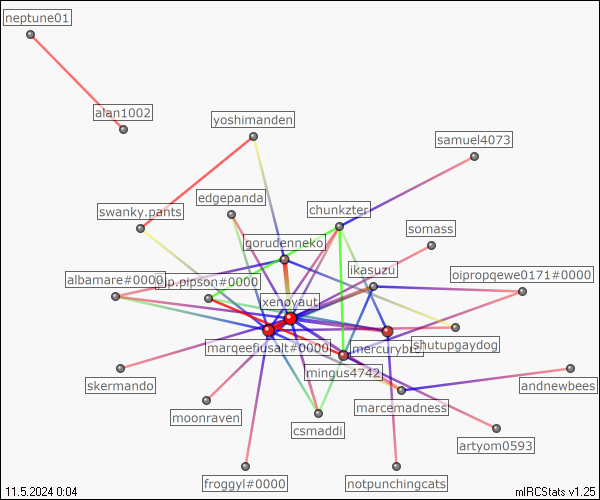 neptune01
alan1002
yoshimanden
samuel4073
edgepanda
swanky.pants
chunkzter
somass
gorudenneko
ikasuzu
albamare#0000
p.pipson#0000
oipropqewe0171#0000
xenoyaut
marqeefiusalt#0000
shutupgaydog
mingus4742
skermando
andnewbees
marcemadness
moonraven
csmaddi
artyom0593
froggyl#0000
notpunchingcats
11.5.2024 0:04
mIRCStats v1.25